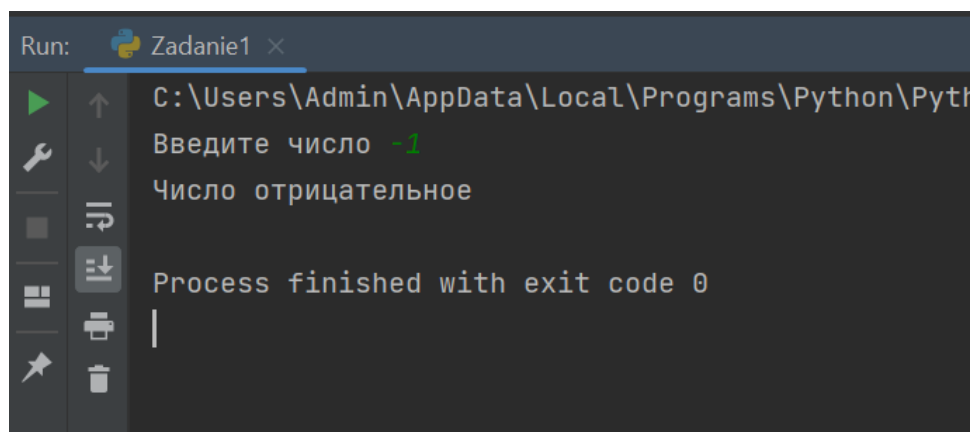 Run: Zadanie1
C:\Users\Admin\AppData\Local\Programs\Python\Pyth
Введите число -1
Число отрицательное
Process finished with exit code 0